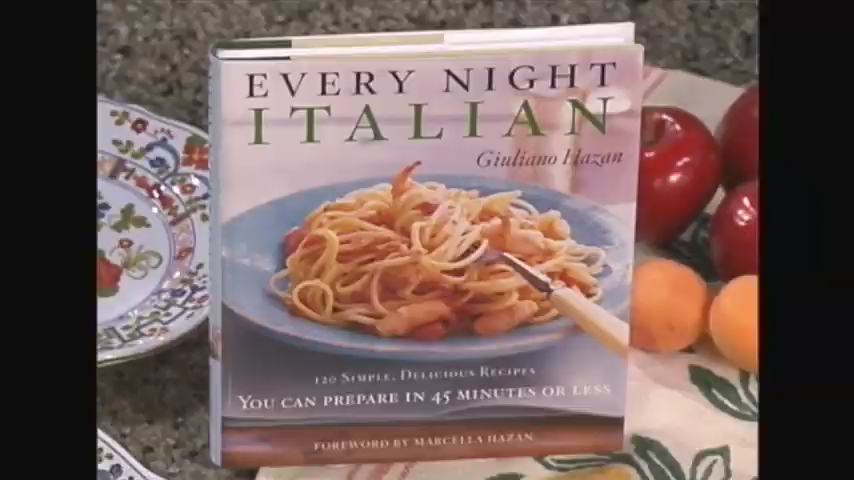 EVERY NIGHT
ITALIAN
Giuliano Hazan
120 SIMPLE, DELICIOUS RECIPES
YOU CAN PREPARE IN 45 MINUTES OR LESS
FOREWORD BY MARCELLA HAZAN